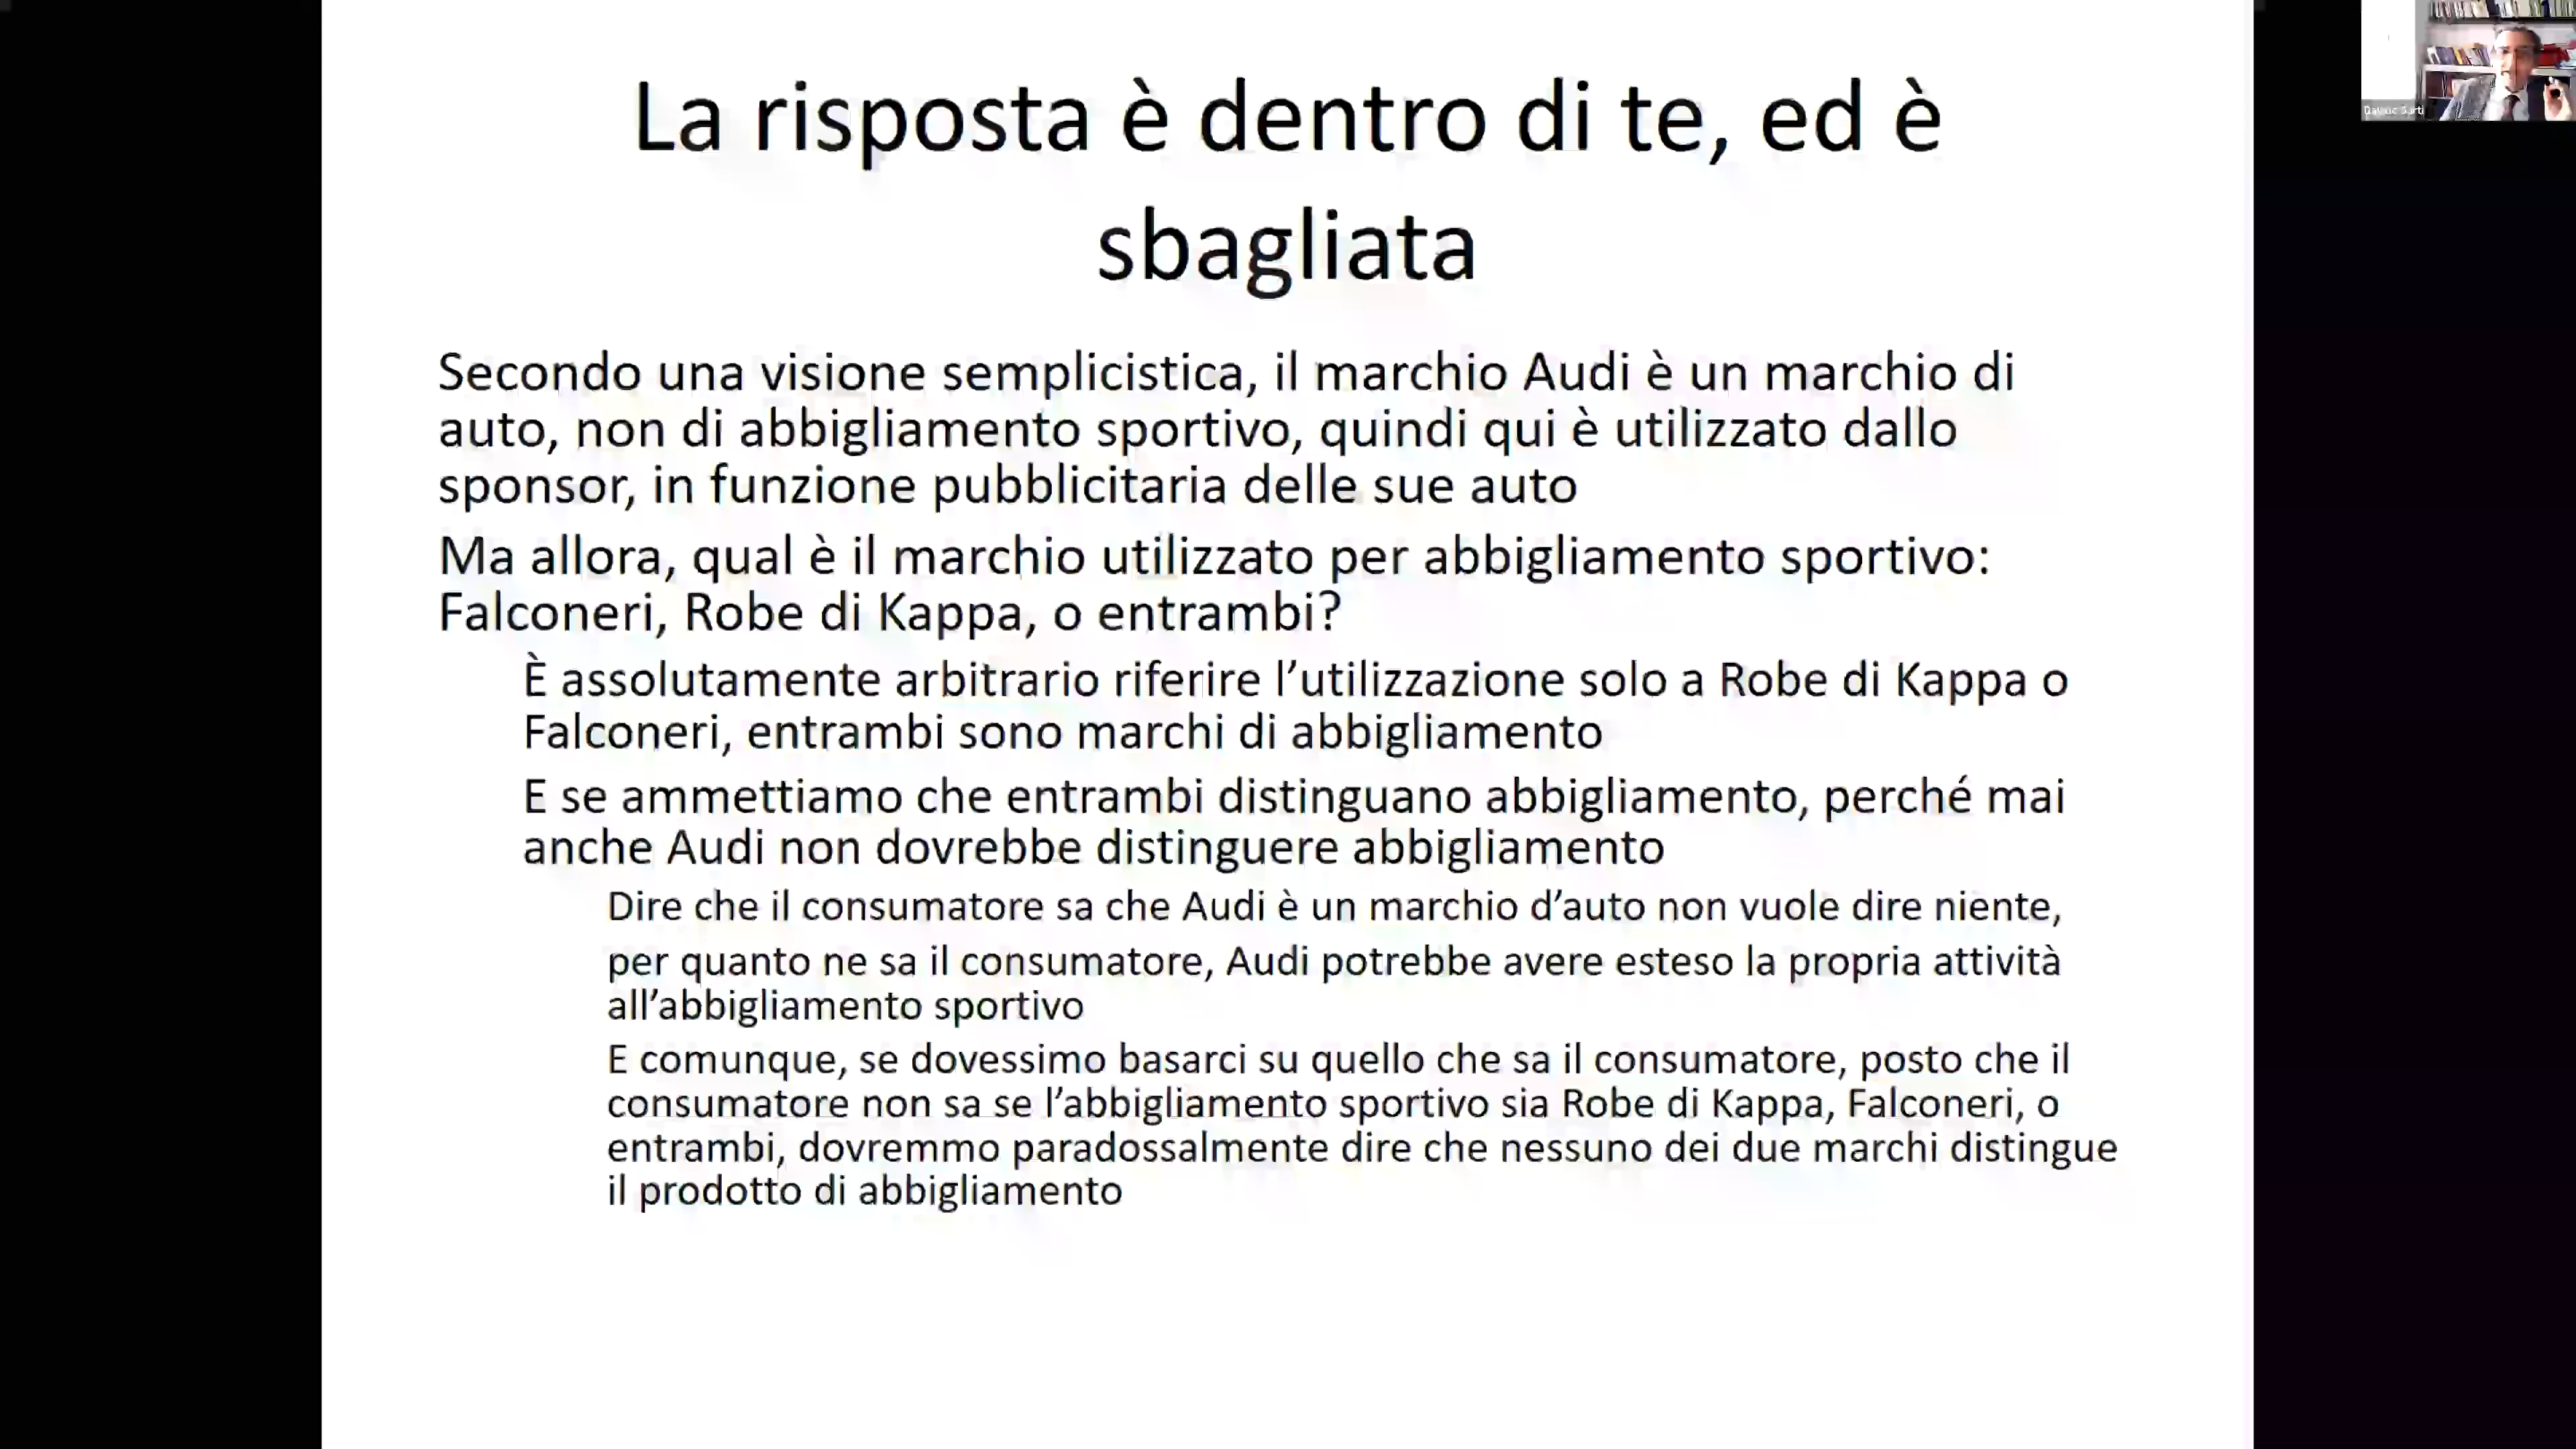 La risposta è dentro di te, ed è
sbagliata
Secondo una visione semplicistica, il marchio Audi è un marchio di
auto, non di abbigliamento sportivo, quindi qui è utilizzato dallo
sponsor, in funzione pubblicitaria delle sue auto
Ma allora, qual è il marchio utilizzato per abbigliamento sportivo:
Falconeri, Robe di Kappa, o entrambi?
È assolutamente arbitrario riferire l’utilizzazione solo a Robe di Kappa o
Falconeri, entrambi sono marchi di abbigliamento
E se ammettiamo che entrambi distinguano abbigliamento, perché mai
anche Audi non dovrebbe distinguere abbigliamento
Dire che il consumatore sa che Audi è un marchio d’auto non vuole dire niente,
per quanto ne sa il consumatore, Audi potrebbe avere esteso la propria attività
all’abbigliamento sportivo
E comunque, se dovessimo basarci su quello che sa il consumatore, posto che il
consumatore non sa se l’abbigliamento sportivo sia Robe di Kappa, Falconeri, o
entrambi, dovremmo paradossalmente dire che nessuno dei due marchi distingue
il prodotto di abbigliamento